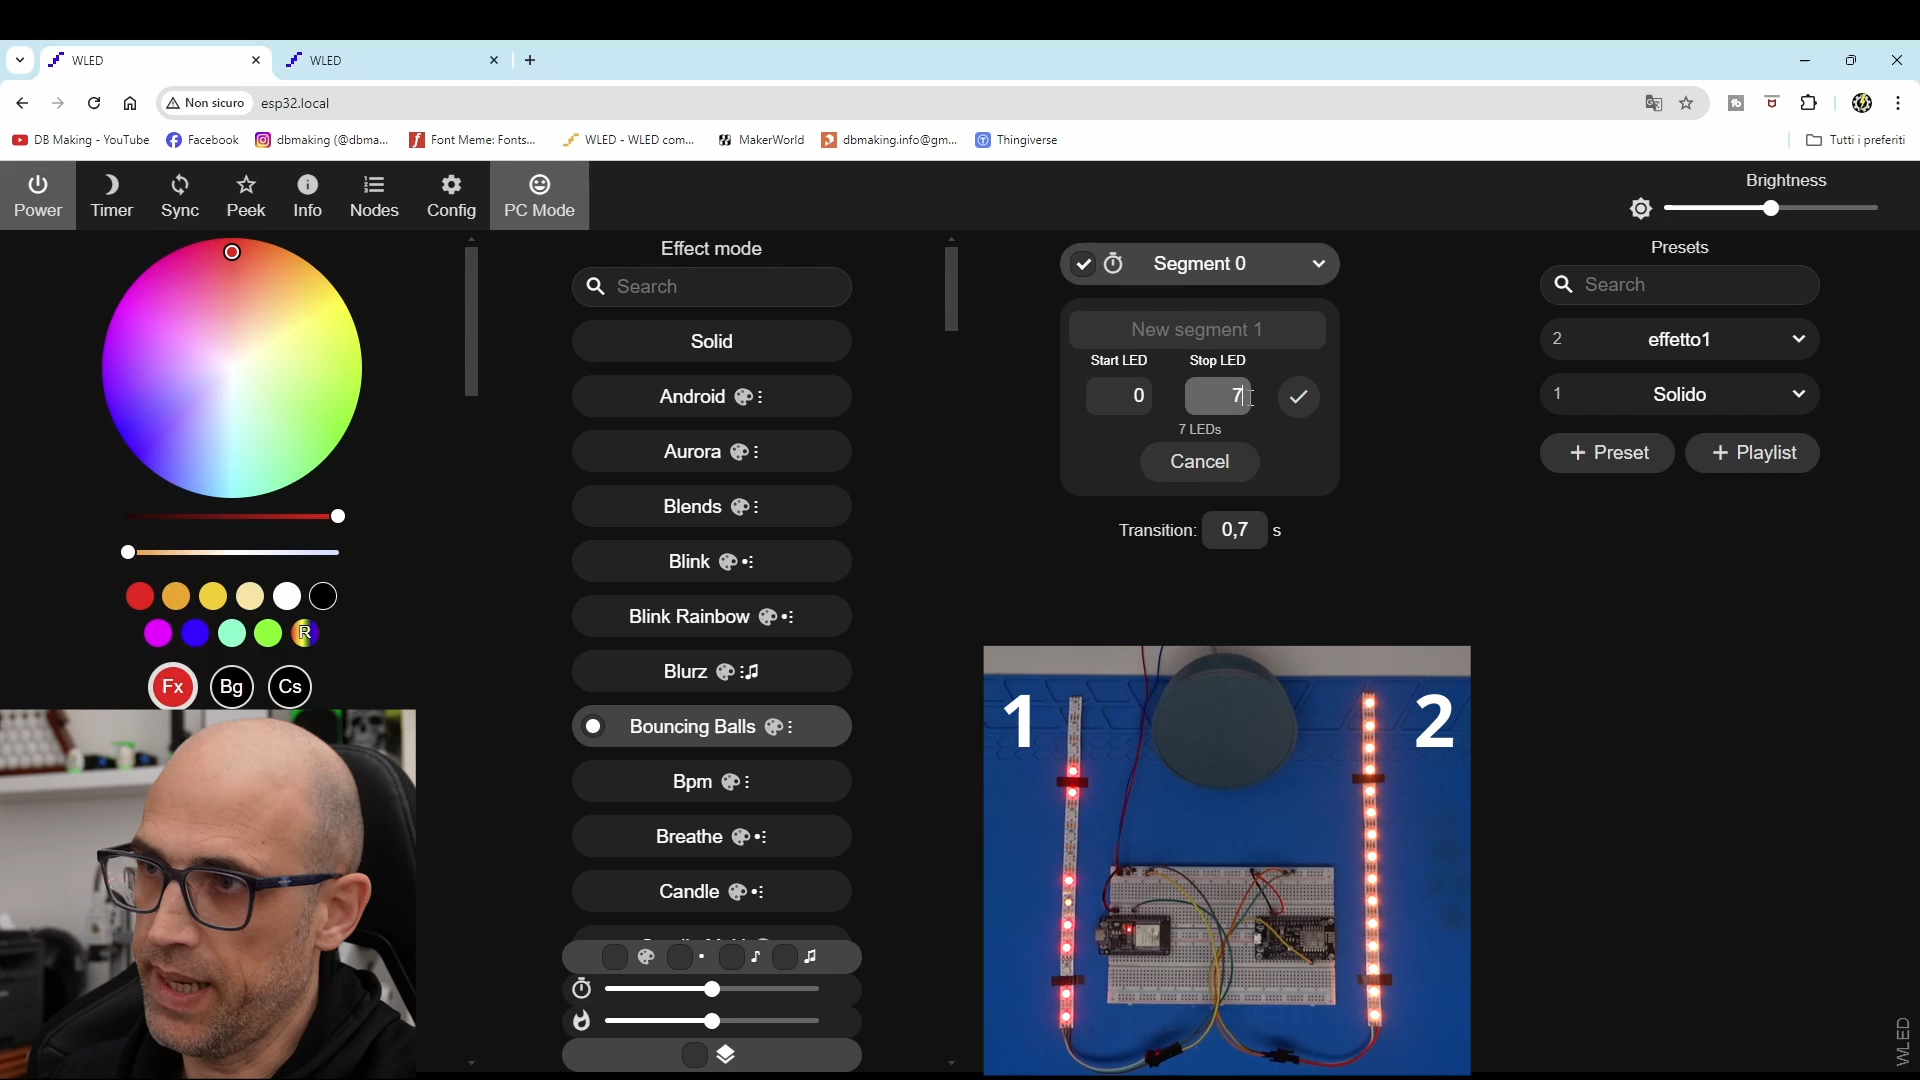 WLED
WLED
Non sicuro
esp32.local
DB Making - YouTube
Facebook
dbmaking (@dbma...
Font Meme: Fonts...
WLED - WLED com...
MakerWorld
dbmaking.info@gm...
Thingiverse
Tutti i preferiti
Power
Timer
Sync
Peek
Info
Nodes
Config
PC Mode
Brightness
R
Fx
Bg
Cs
Effect mode
Search
Solid
Android
Aurora
Blends
Blink
Blink Rainbow
Blurz
Bouncing Balls
Bpm
Breathe
Candle
Segment 0
New segment 1
Start LED
Stop LED
0
7
7 LEDs
Cancel
Transition: 0,7 s
1
2
Presets
Search
2 effetto1
1 Solido
+ Preset
+ Playlist
WLED